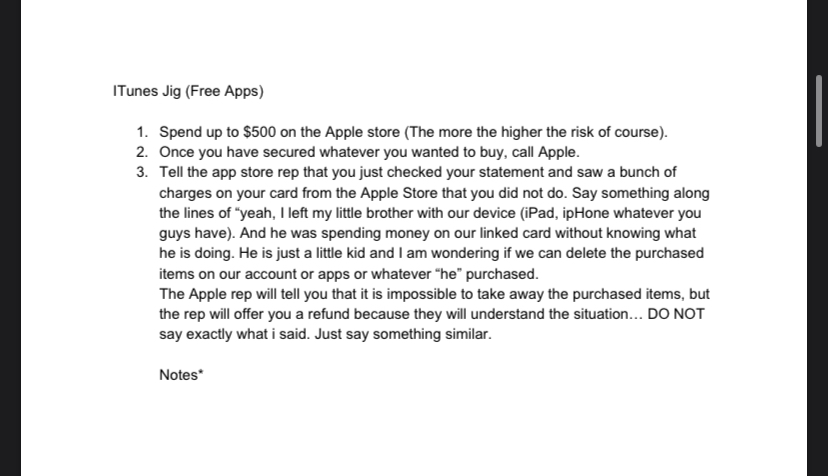 ITunes Jig (Free Apps)
1. Spend up to $500 on the Apple store (The more the higher the risk of course).
2. Once you have secured whatever you wanted to buy, call Apple.
3. Tell the app store rep that you just checked your statement and saw a bunch of
charges on your card from the Apple Store that you did not do. Say something along
the lines of “yeah, I left my little brother with our device (iPad, ipHone whatever you
guys have). And he was spending money on our linked card without knowing what
he is doing. He is just a little kid and I am wondering if we can delete the purchased
items on our account or apps or whatever “he” purchased.
The Apple rep will tell you that it is impossible to take away the purchased items, but
the rep will offer you a refund because they will understand the situation… DO NOT
say exactly what i said. Just say something similar.
Notes*